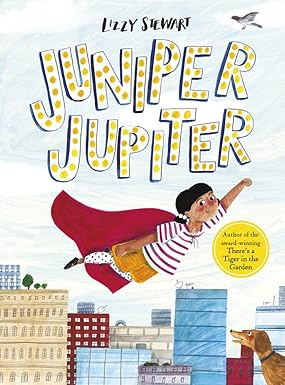 LIZZY STEWART
JUNIPER
JUPITER
Author of the
award-winning
There's a
Tiger in the
Garden